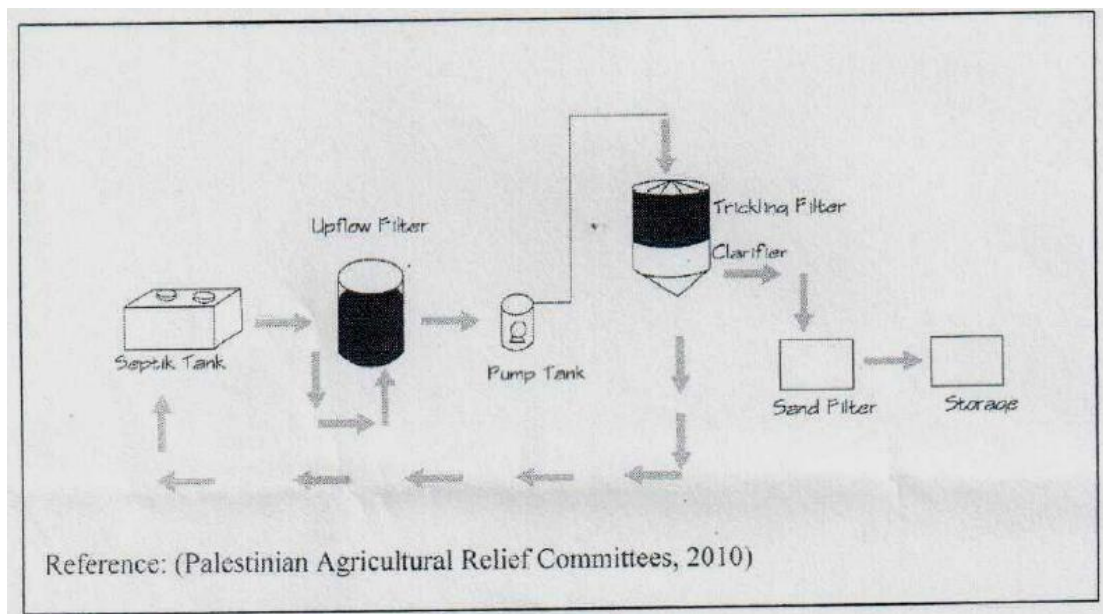 Upflow Filter
Trickling Filter
Clarifier
Septik Tank
Pump Tank
Sand Filter
Storage
Reference: (Palestinian Agricultural Relief Committees, 2010)